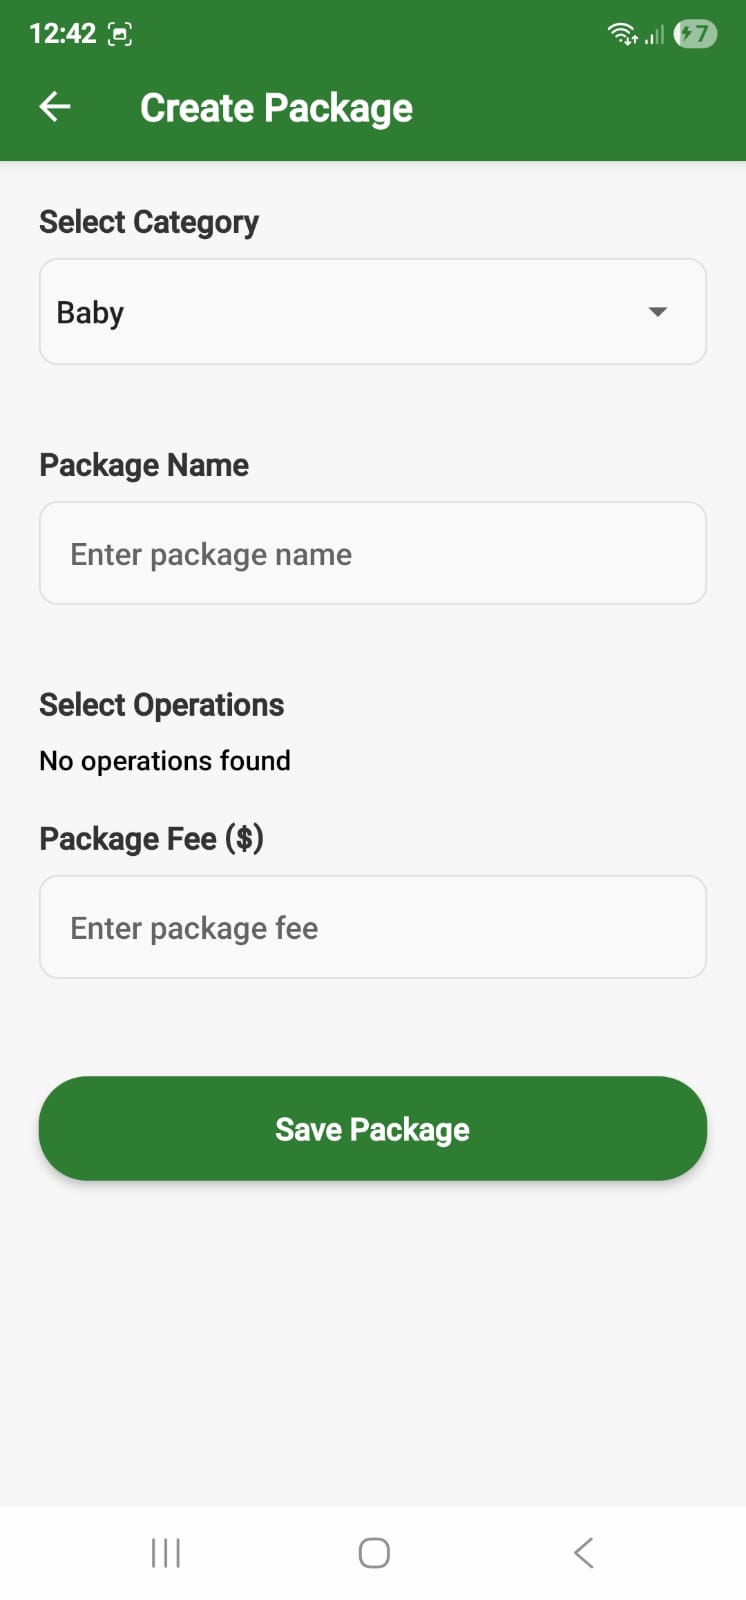 12:42
7
Create Package
Select Category
Baby
Package Name
Enter package name
Select Operations
No operations found
Package Fee ($)
Enter package fee
Save Package